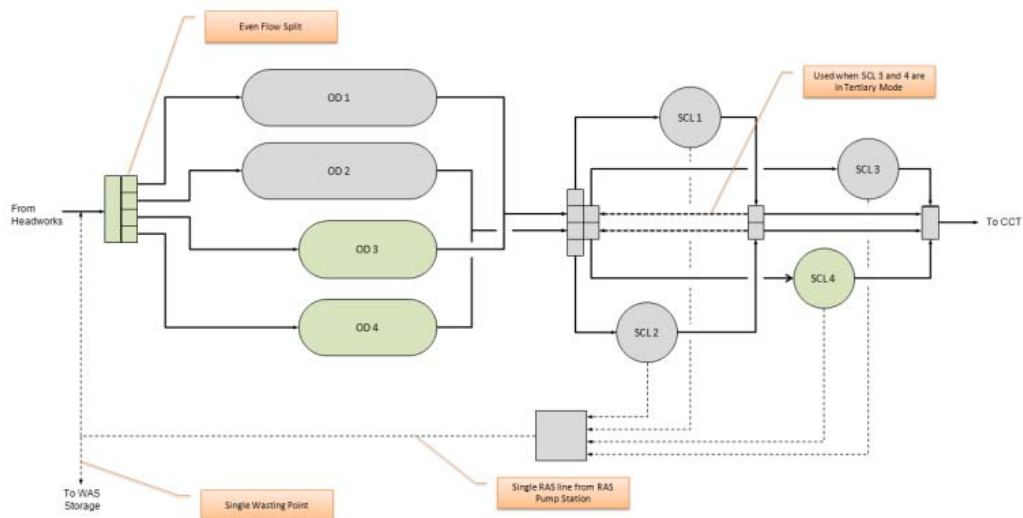 Even Flow Split
OD 1
OD 2
OD 3
OD 4
From
Headworks
Used when SCL 3 and 4 are
in Tertiary Mode
SCL 1
SCL 3
To CCT
SCL 4
SCL 2
To WAS
Storage
Single Wasting Point
Single RAS line from RAS
Pump Station